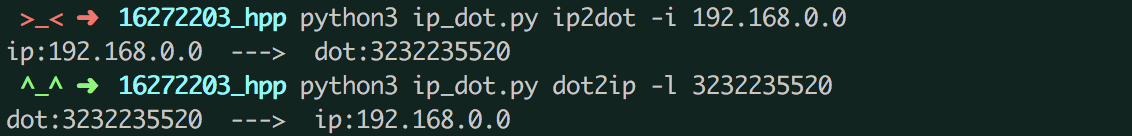 >_< ➜ 16272203_hpp python3 ip_dot.py ip2dot -i 192.168.0.0
ip:192.168.0.0 ---> dot:3232235520
^_^ ➜ 16272203_hpp python3 ip_dot.py dot2ip -l 3232235520
dot:3232235520 ---> ip:192.168.0.0